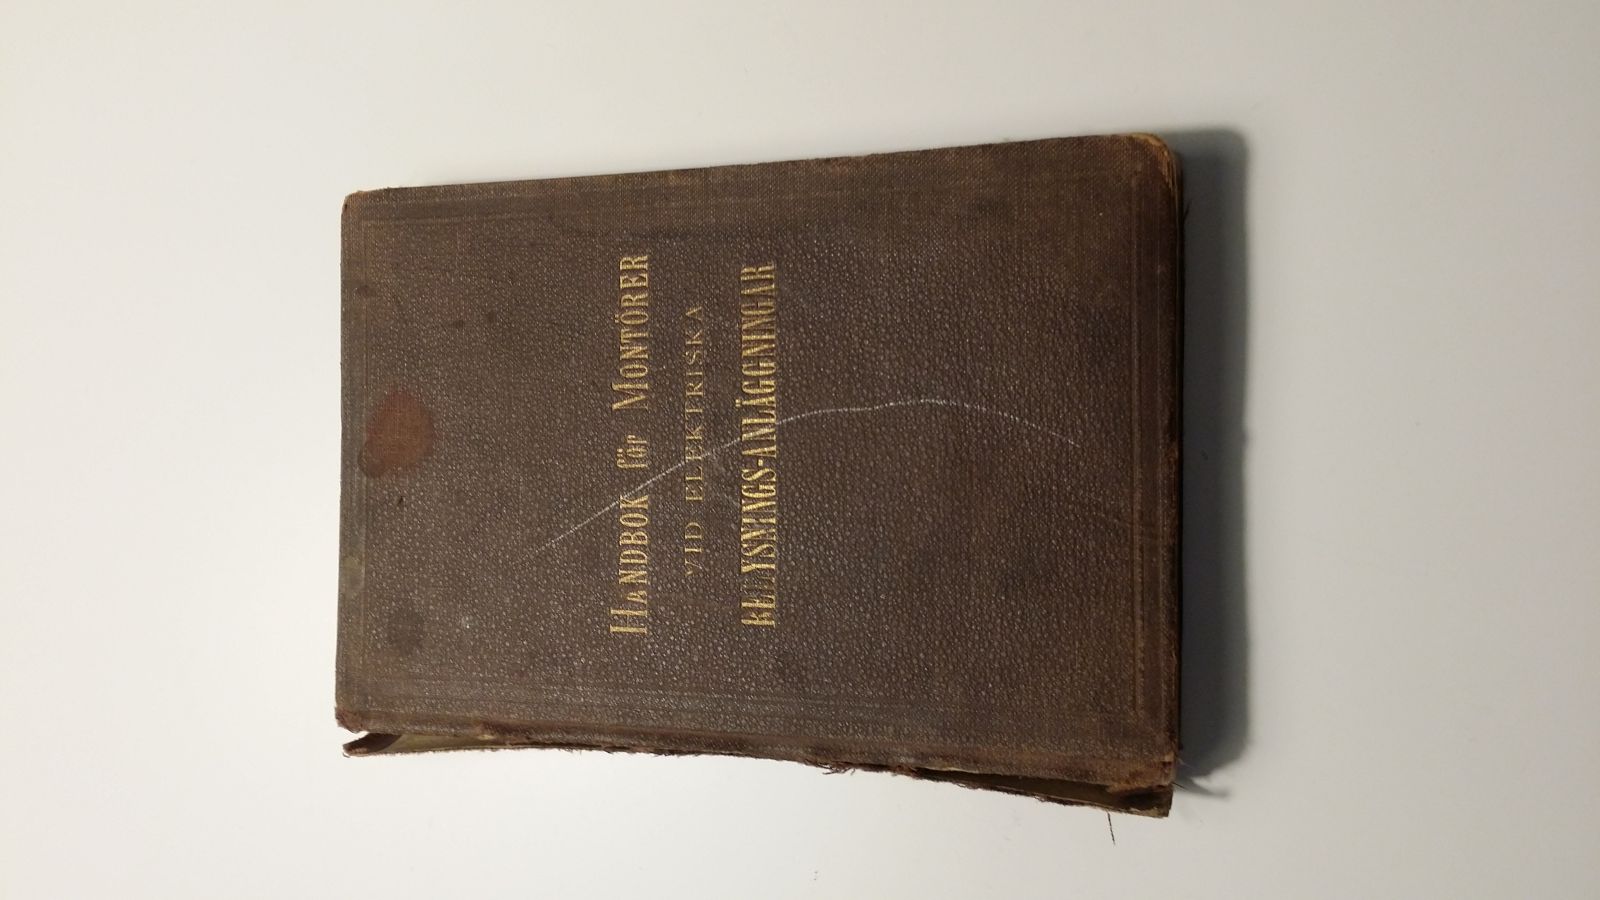 HANDBOK för MONTÖRER
VID ELEKTRISKA
BELYSNINGS-ANLÄGGNINGAR